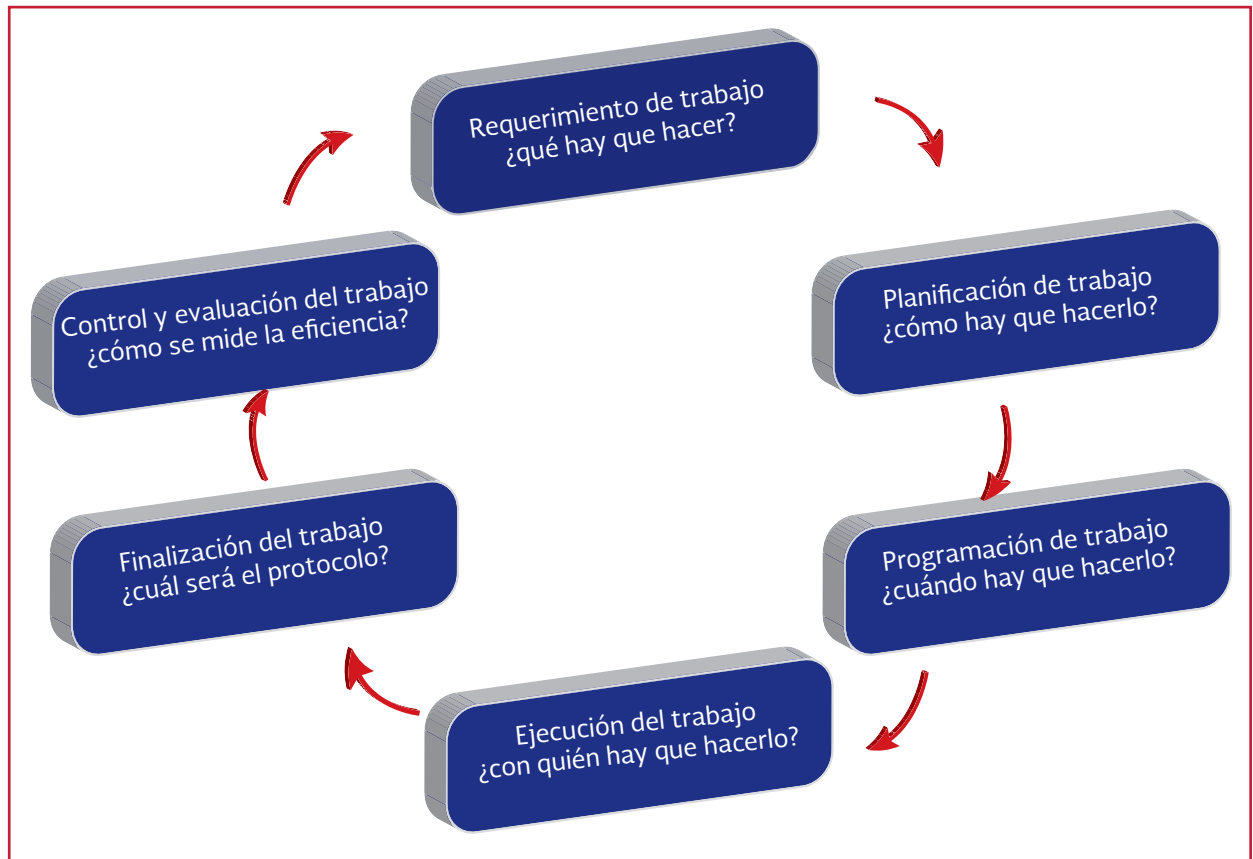 Requerimiento de trabajo
¿qué hay que hacer?
Planificación de trabajo
¿cómo hay que hacerlo?
Programación de trabajo
¿cuándo hay que hacerlo?
Ejecución del trabajo
¿con quién hay que hacerlo?
Finalización del trabajo
¿cuál será el protocolo?
Control y evaluación del trabajo
¿cómo se mide la eficiencia?